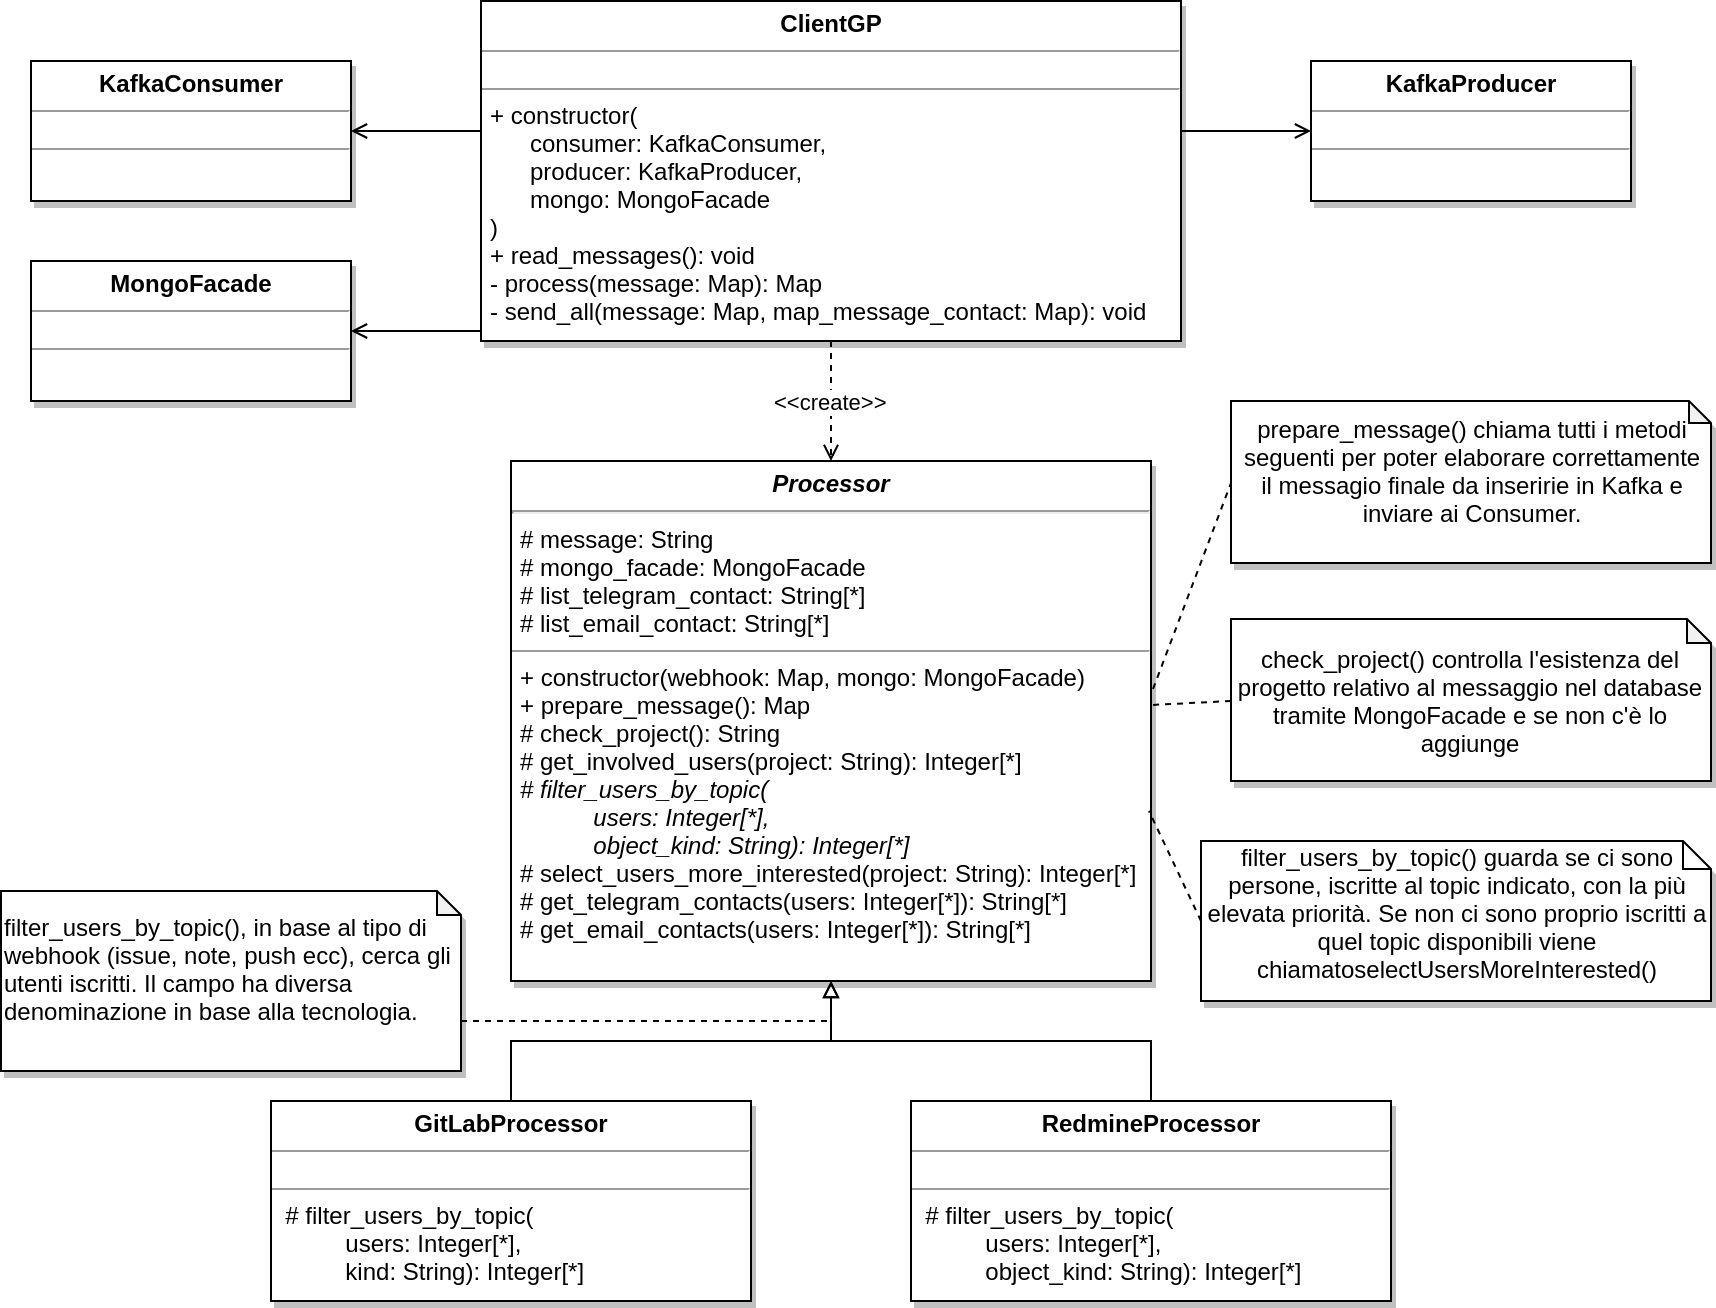 ClientGP
+ constructor(
consumer: KafkaConsumer,
producer: KafkaProducer,
mongo: MongoFacade
)
+ read_messages(): void
- process(message: Map): Map
- send_all(message: Map, map_message_contact: Map): void
KafkaConsumer
KafkaProducer
MongoFacade
<<create>>
Processor
# message: String
# mongo_facade: MongoFacade
# list_telegram_contact: String[*]
# list_email_contact: String[*]
+ constructor(webhook: Map, mongo: MongoFacade)
+ prepare_message(): Map
# check_project(): String
# get_involved_users(project: String): Integer[*]
# filter_users_by_topic(
users: Integer[*],
object_kind: String): Integer[*]
# select_users_more_interested(project: String): Integer[*]
# get_telegram_contacts(users: Integer[*]): String[*]
# get_email_contacts(users: Integer[*]): String[*]
prepare_message() chiama tutti i metodi
seguenti per poter elaborare correttamente
il messagio finale da inseririe in Kafka e
inviare ai Consumer.
check_project() controlla l'esistenza del
progetto relativo al messaggio nel database
tramite MongoFacade e se non c'è lo
aggiunge
filter_users_by_topic() guarda se ci sono
persone, iscritte al topic indicato, con la più
elevata priorità. Se non ci sono proprio iscritti a
quel topic disponibili viene
chiamatoselectUsersMoreInterested()
filter_users_by_topic(), in base al tipo di
webhook (issue, note, push ecc), cerca gli
utenti iscritti. Il campo ha diversa
denominazione in base alla tecnologia.
GitLabProcessor
# filter_users_by_topic(
users: Integer[*],
kind: String): Integer[*]
RedmineProcessor
# filter_users_by_topic(
users: Integer[*],
object_kind: String): Integer[*]